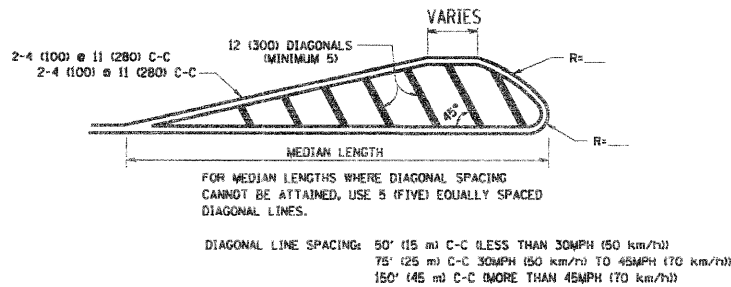 VARIES
12 (300) DIAGONALS
(MINIMUM 5)
2-4 (100) @ 11 (280) C-C
2-4 (100) @ 11 (280) C-C
R=___
45°
R=___
MEDIAN LENGTH
FOR MEDIAN LENGTHS WHERE DIAGONAL SPACING
CANNOT BE ATTAINED, USE 5 (FIVE) EQUALLY SPACED
DIAGONAL LINES.
DIAGONAL LINE SPACING: 50' (15 m) C-C (LESS THAN 30MPH (50 km/h))
75' (25 m) C-C 30MPH (50 km/h) TO 45MPH (70 km/h))
150' (45 m) C-C (MORE THAN 45MPH (70 km/h))